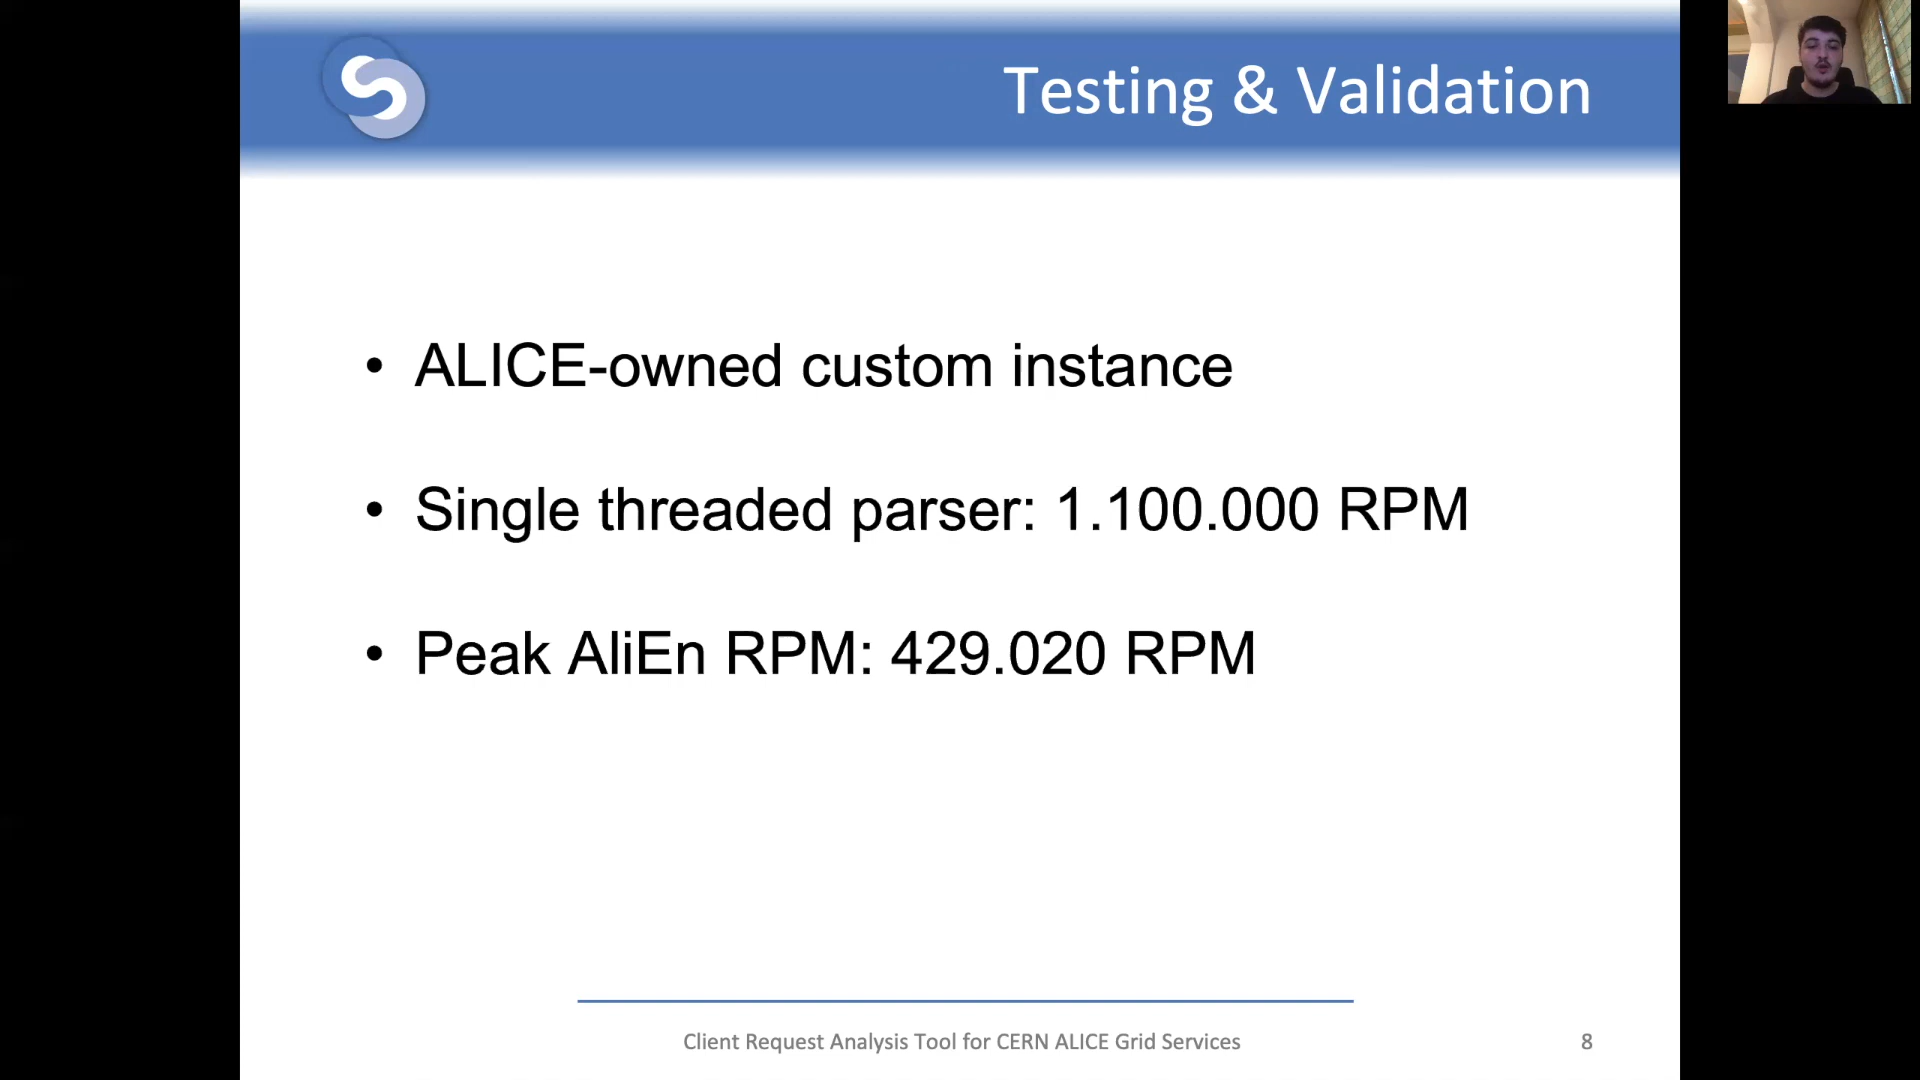 Testing & Validation
• ALICE-owned custom instance
• Single threaded parser: 1.100.000 RPM
• Peak AliEn RPM: 429.020 RPM
Client Request Analysis Tool for CERN ALICE Grid Services
8